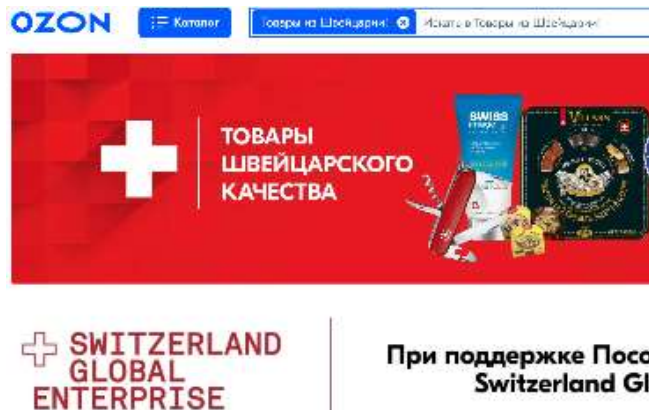 OZON
Каталог
Товары из Швейцарии!
Искать в Товары из Швейцарии!
ТОВАРЫ
ШВЕЙЦАРСКОГО
КАЧЕСТВА
SWISS
SWITZERLAND
GLOBAL
ENTERPRISE
При поддержке Посо
Switzerland Gl